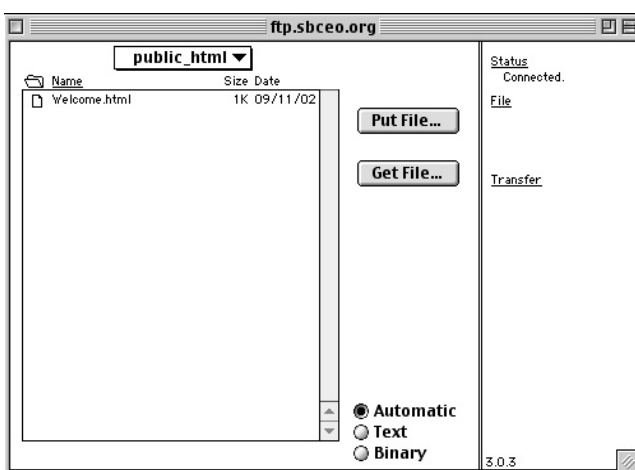 ftp.sbceo.org
public_html
Name Size Date
Welcome.html 1K 09/11/02
Put File...
Get File...
Automatic
Text
Binary
Status
Connected.
File
Transfer
3.0.3